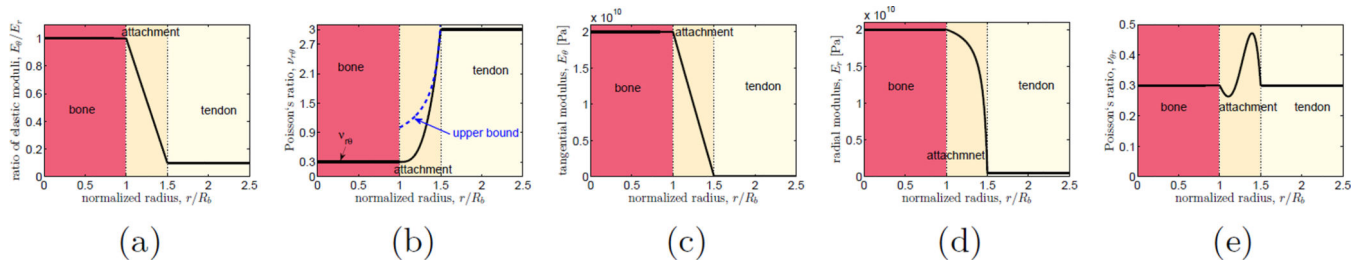 ratio of elastic moduli, E_θ/E_r
1
0.8
0.6
0.4
0.2
0
attachment
bone
tendon
0 0.5 1 1.5 2 2.5
normalized radius, r/R_b
(a)
Poisson's ratio, ν_rθ
3
2.7
2.1
1.5
0.9
0.3
0
bone
tendon
upper bound
ν_rθ
attachment
0 0.5 1 1.5 2 2.5
normalized radius, r/R_b
(b)
x 10^10
tangential modulus, E_θ [Pa]
2
1.5
1
0.5
0
attachment
bone
tendon
0 0.5 1 1.5 2 2.5
normalized radius, r/R_b
(c)
x 10^10
radial modulus, E_r [Pa]
2
1.5
1
0.5
0
bone
tendon
attachmnet
0 0.5 1 1.5 2 2.5
normalized radius, r/R_b
(d)
Poisson's ratio, ν_θr
0.5
0.4
0.3
0.2
0.1
0
bone
attachment
tendon
0 0.5 1 1.5 2 2.5
normalized radius, r/R_b
(e)